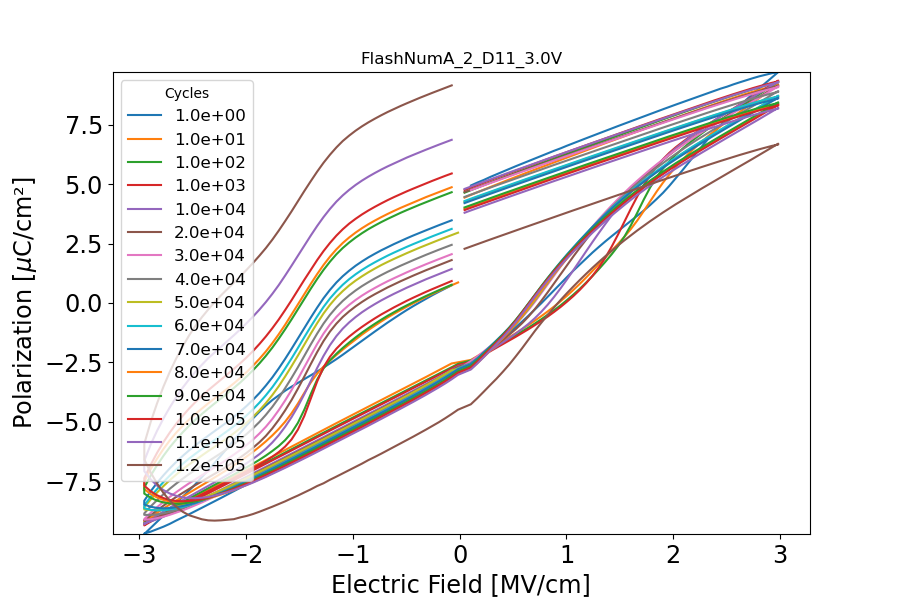 FlashNumA_2_D11_3.0V
Cycles
1.0e+00
1.0e+01
1.0e+02
1.0e+03
1.0e+04
2.0e+04
3.0e+04
4.0e+04
5.0e+04
6.0e+04
7.0e+04
8.0e+04
9.0e+04
1.0e+05
1.1e+05
1.2e+05
7.5
5.0
2.5
0.0
−2.5
−5.0
−7.5
Polarization [μC/cm²]
−3 −2 −1 0 1 2 3
Electric Field [MV/cm]